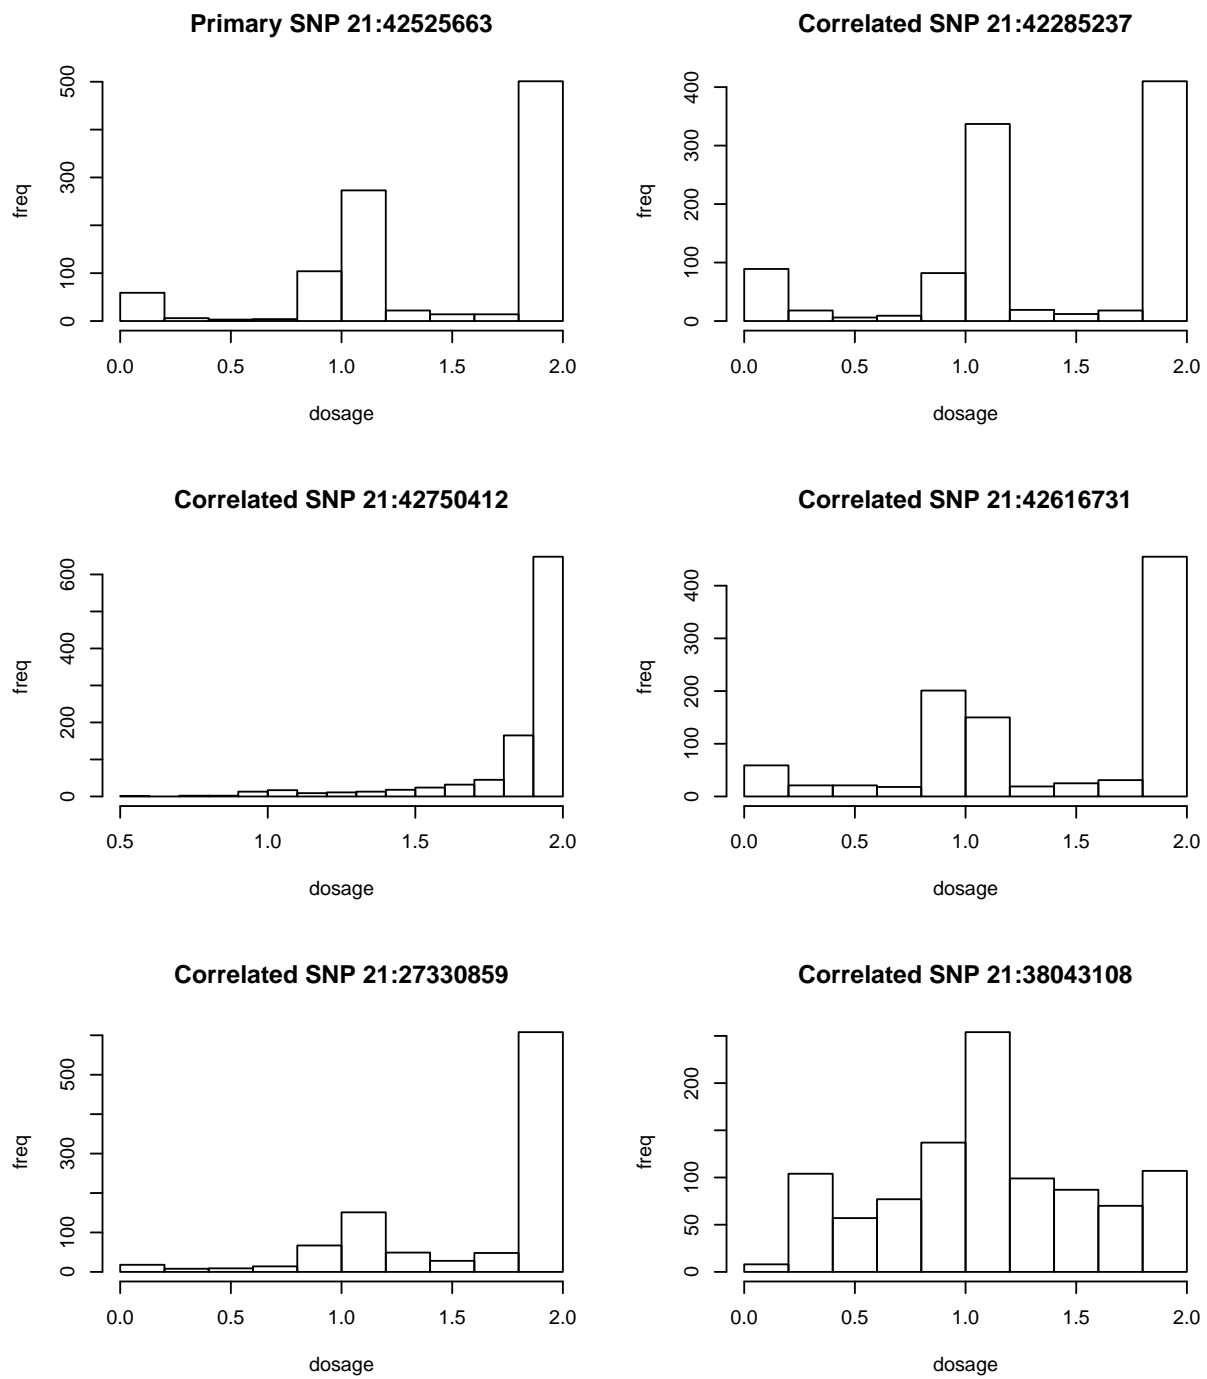 Primary SNP 21:42525663
freq
500
300
100
0
0.0 0.5 1.0 1.5 2.0
dosage
Correlated SNP 21:42285237
freq
400
300
200
100
0
0.0 0.5 1.0 1.5 2.0
dosage
Correlated SNP 21:42750412
freq
600
400
200
0
0.5 1.0 1.5 2.0
dosage
Correlated SNP 21:42616731
freq
400
300
200
100
0
0.0 0.5 1.0 1.5 2.0
dosage
Correlated SNP 21:27330859
freq
500
300
100
0
0.0 0.5 1.0 1.5 2.0
dosage
Correlated SNP 21:38043108
freq
200
100
50
0
0.0 0.5 1.0 1.5 2.0
dosage